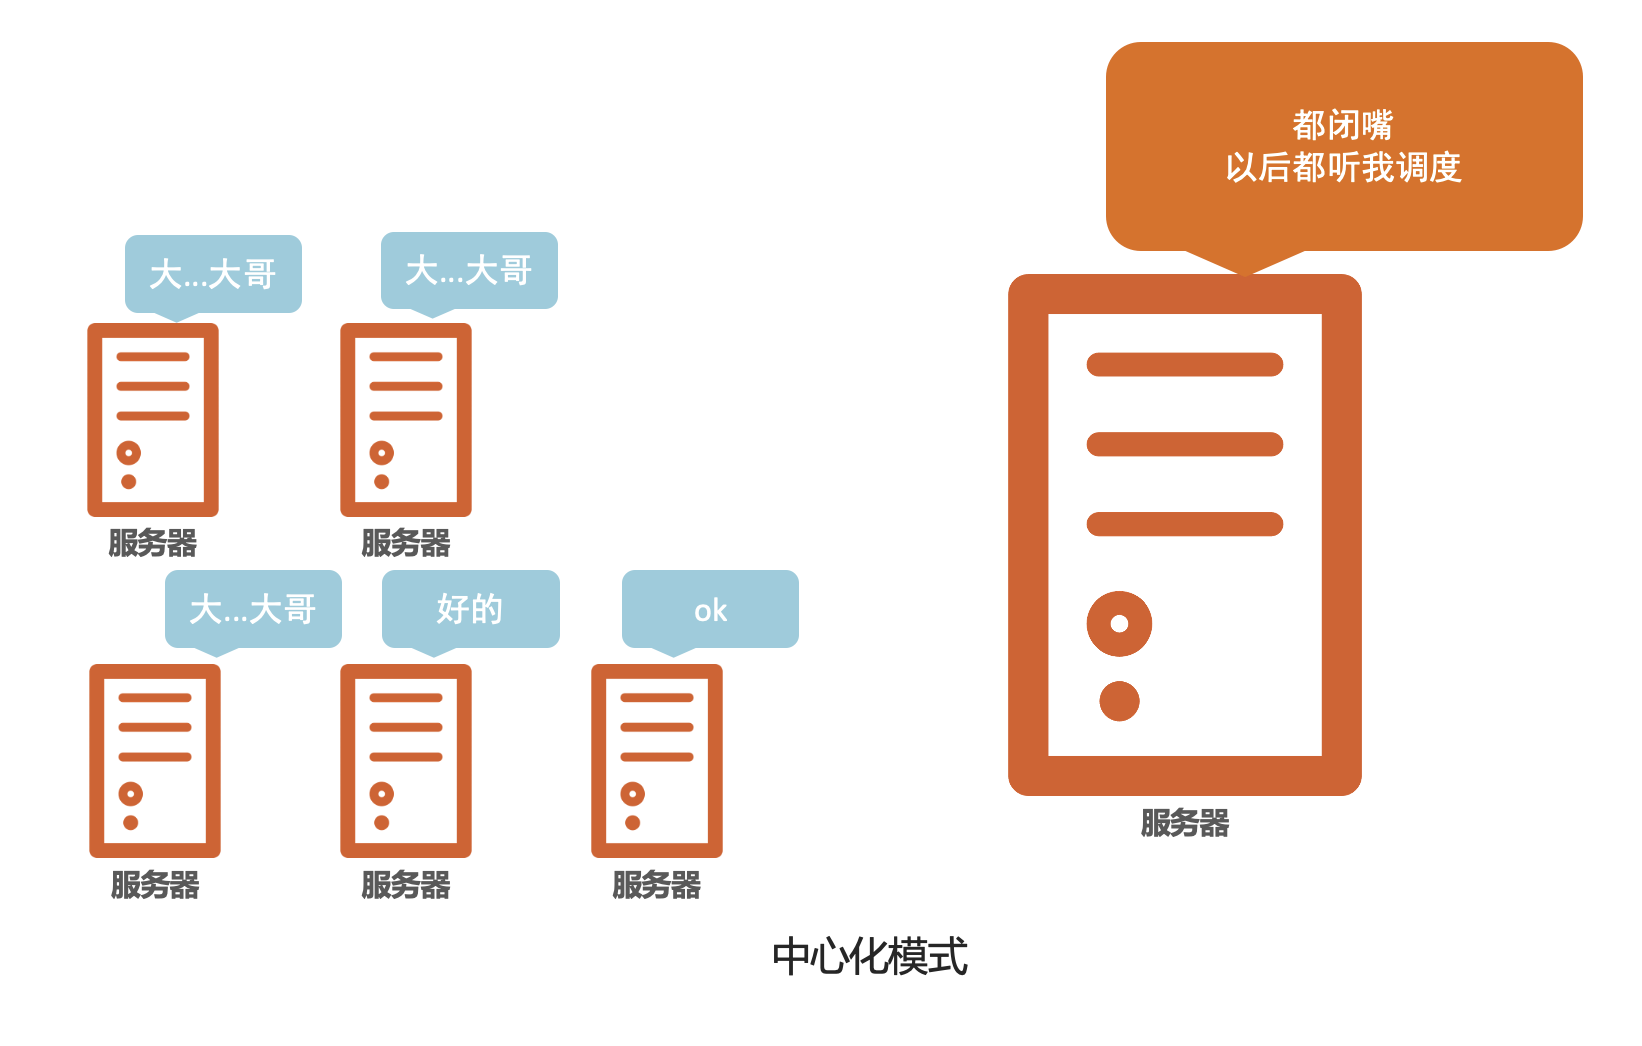 都闭嘴
以后都听我调度
大...大哥
大...大哥
服务器
服务器
大...大哥
好的
ok
服务器
服务器
服务器
服务器
中心化模式